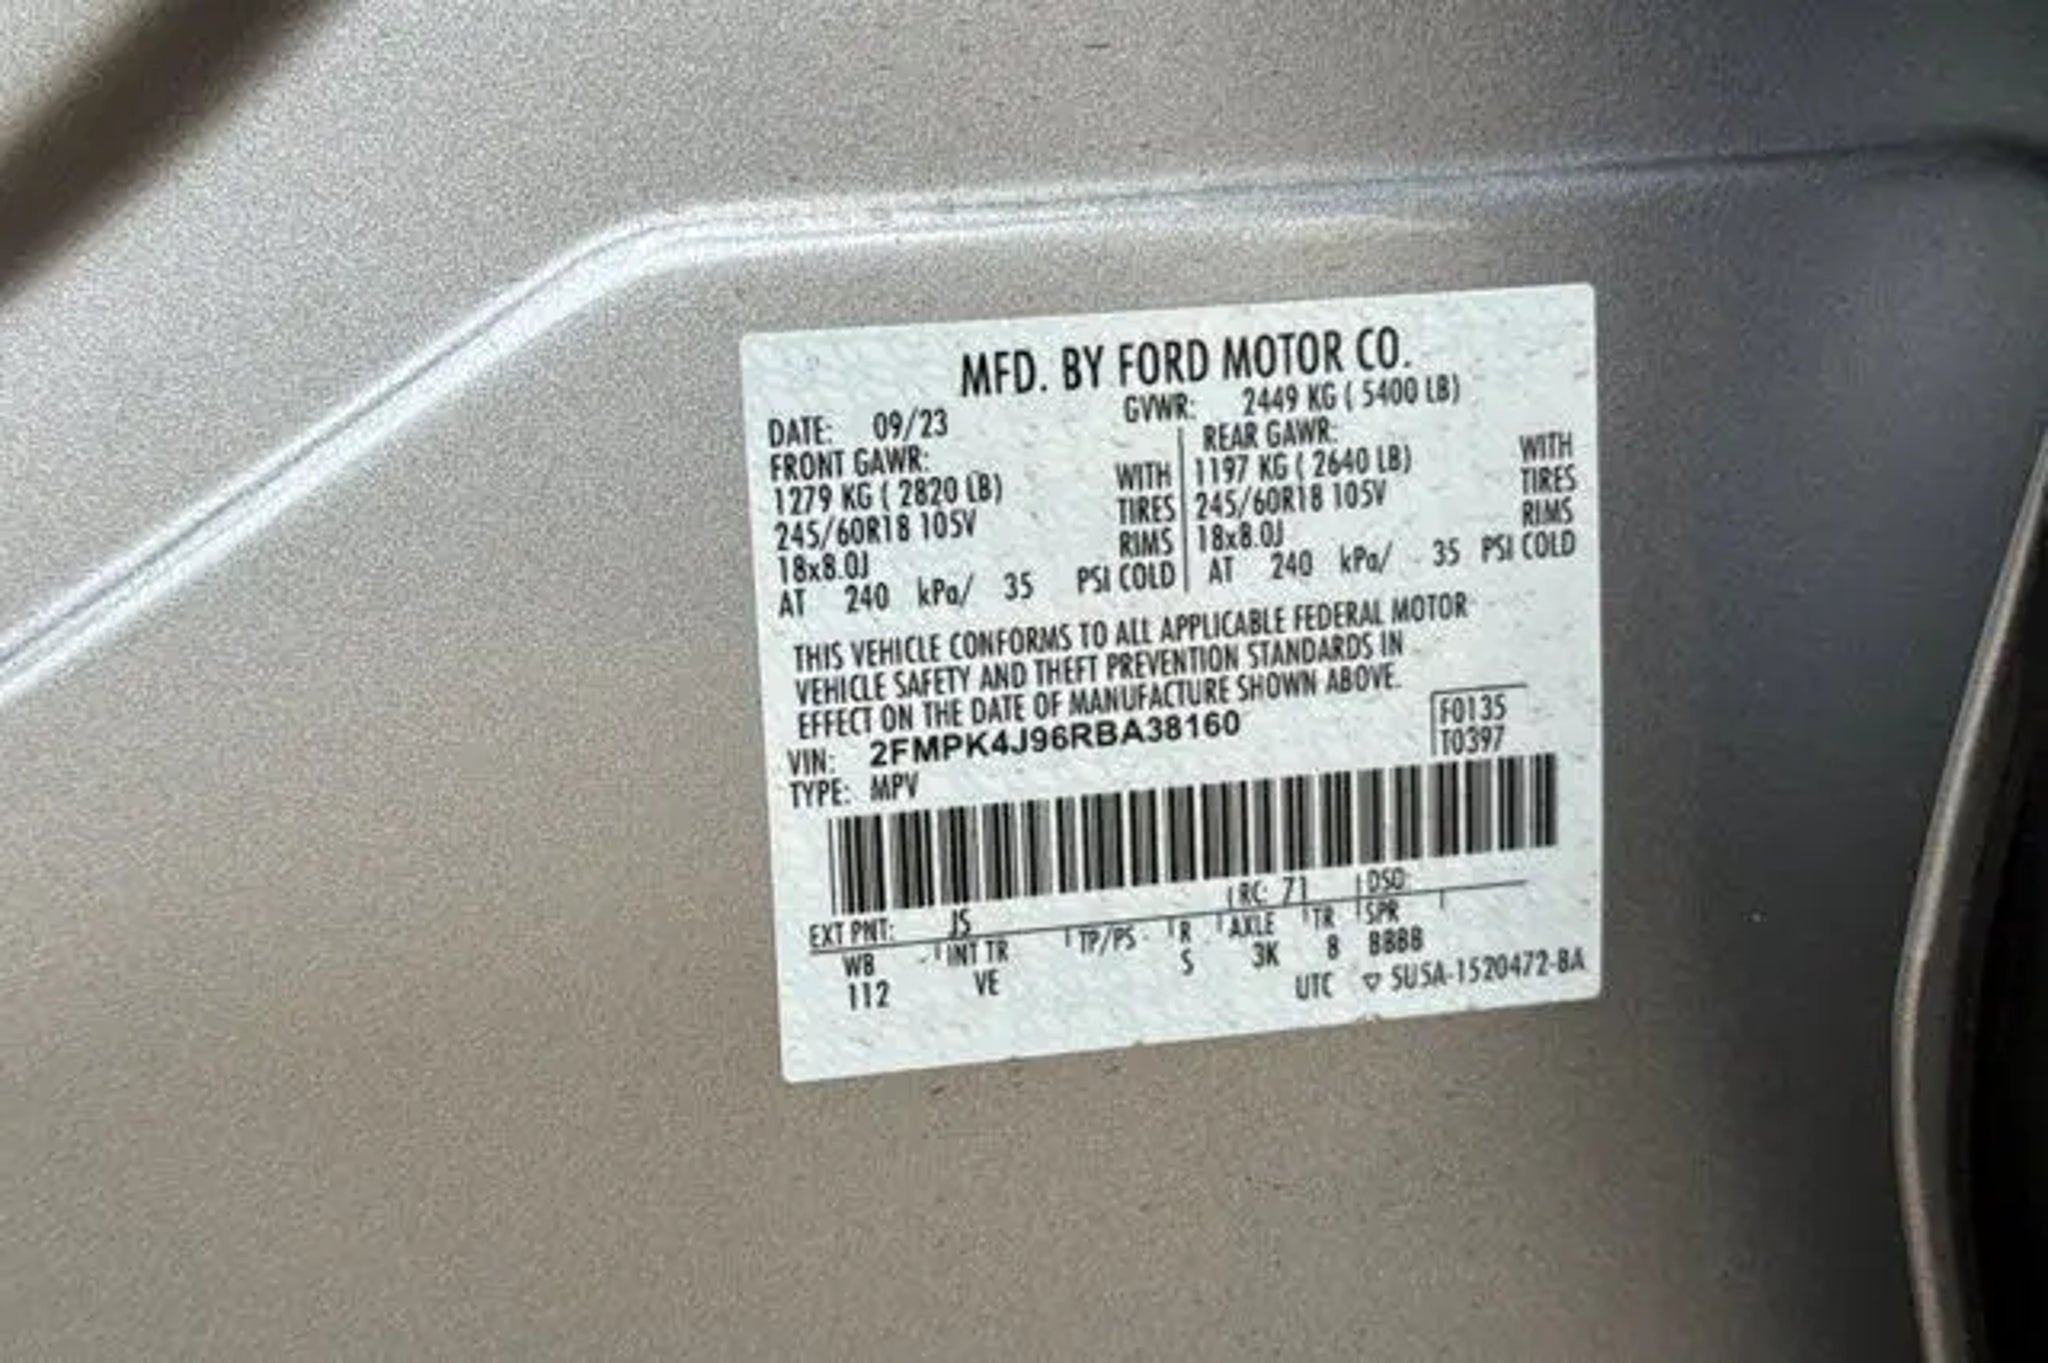 MFD. BY FORD MOTOR CO.
DATE: 09/23 GVWR: 2449 KG ( 5400 LB)
FRONT GAWR: REAR GAWR:
1279 KG ( 2820 LB) WITH 1197 KG ( 2640 LB) WITH
245/60R18 105V TIRES 245/60R18 105V TIRES
18x8.0J RIMS 18x8.0J RIMS
AT 240 kPa/ 35 PSI COLD AT 240 kPa/ 35 PSI COLD
THIS VEHICLE CONFORMS TO ALL APPLICABLE FEDERAL MOTOR
VEHICLE SAFETY AND THEFT PREVENTION STANDARDS IN
EFFECT ON THE DATE OF MANUFACTURE SHOWN ABOVE.
VIN: 2FMPK4J96RBA38160 F0135
TYPE: MPV T0397
EXT PNT: JS RC: 71 DSO:
WB INT TR TP/PS R AXLE TR SPR
112 VE S 3K 8 BBBB
UTC ▽ 5U5A-1520472-BA